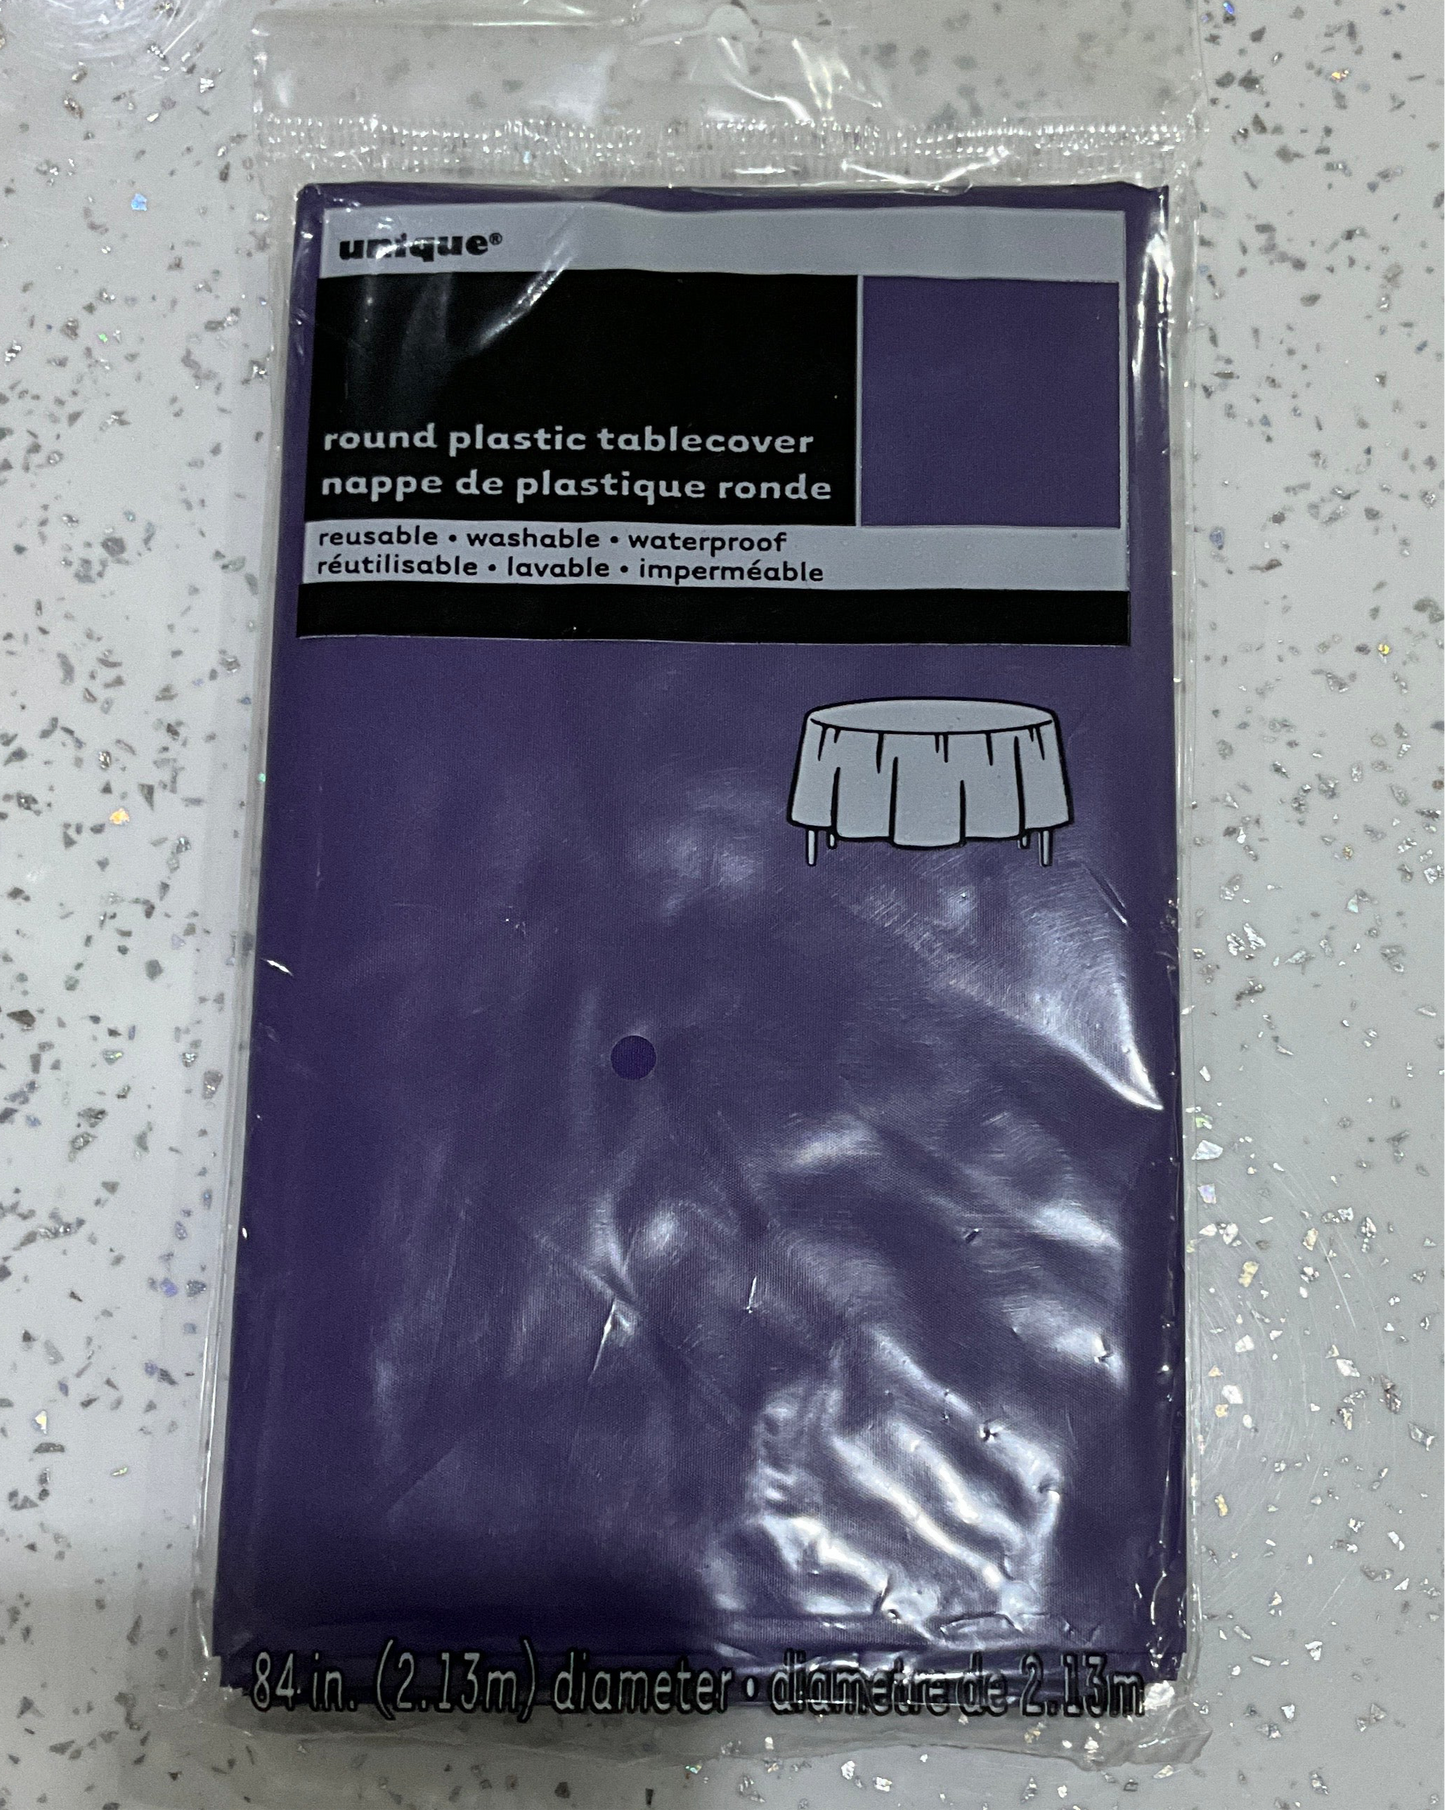 unique®
round plastic tablecover
nappe de plastique ronde
reusable • washable • waterproof
réutilisable • lavable • imperméable
84 in. (2.13m) diameter • diametre de 2.13m